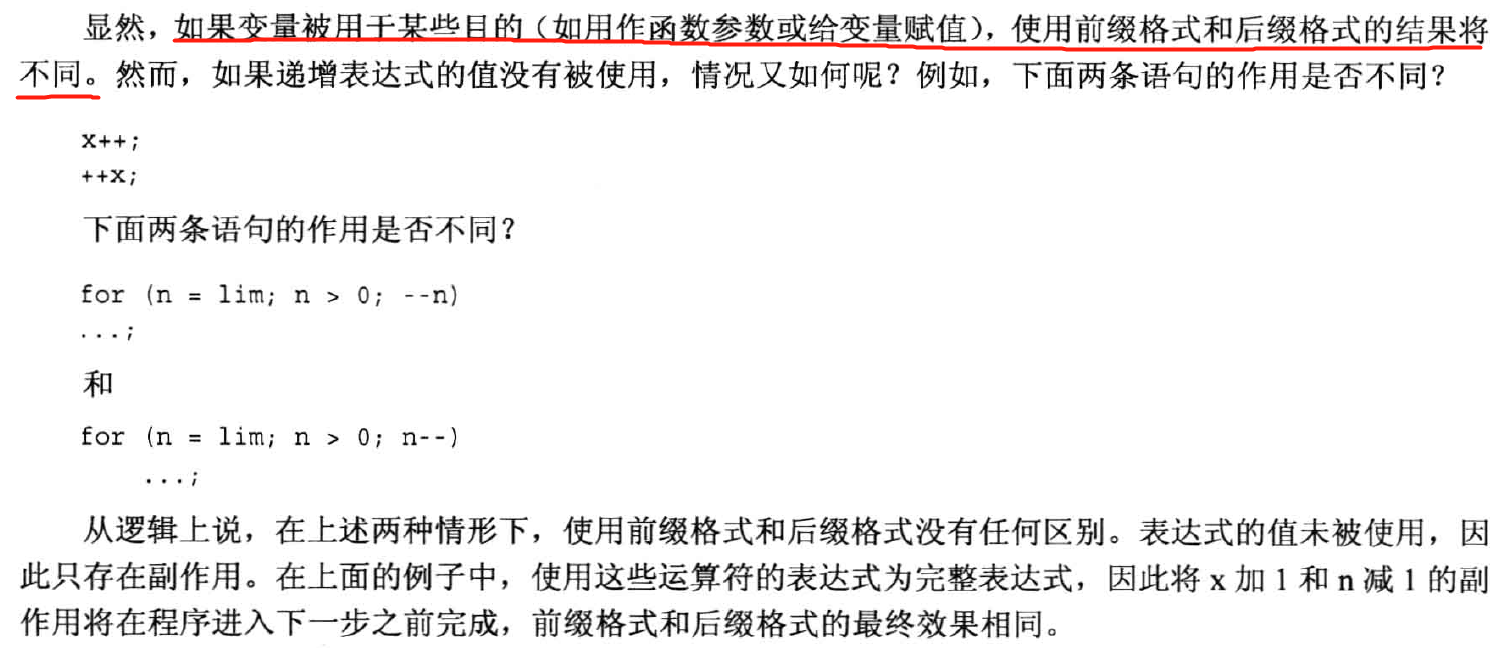 显然，如果变量被用于某些目的（如用作函数参数或给变量赋值），使用前缀格式和后缀格式的结果将
不同。然而，如果递增表达式的值没有被使用，情况又如何呢？例如，下面两条语句的作用是否不同？
x++;
++x;
下面两条语句的作用是否不同？
for (n = lim; n > 0; --n)
...;
和
for (n = lim; n > 0; n--)
...;
从逻辑上说，在上述两种情形下，使用前缀格式和后缀格式没有任何区别。表达式的值未被使用，因
此只存在副作用。在上面的例子中，使用这些运算符的表达式为完整表达式，因此将 x 加 1 和 n 减 1 的副
作用将在程序进入下一步之前完成，前缀格式和后缀格式的最终效果相同。